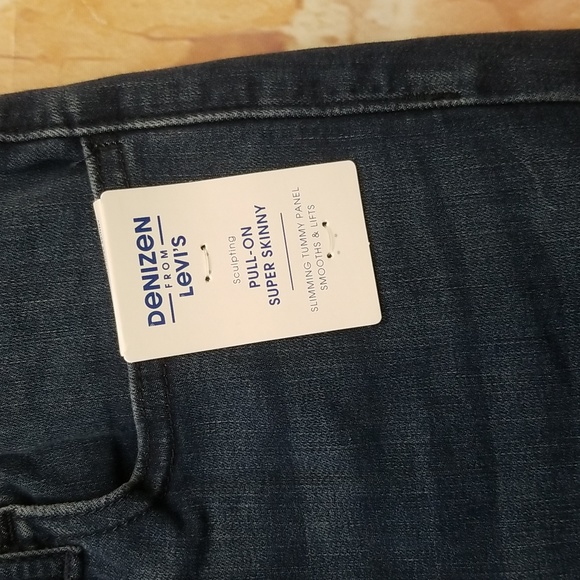 DENIZEN
FROM
Levi's
Sculpting
PULL-ON
SUPER SKINNY
SLIMMING TUMMY PANEL
SMOOTHS & LIFTS